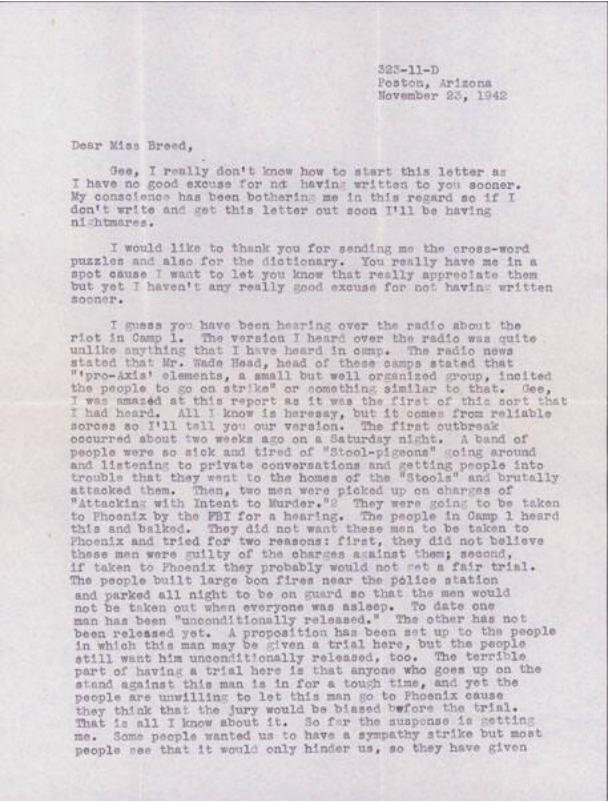 323-11-D
Poston, Arizona
November 23, 1942
Dear Miss Breed,
Gee, I really don't know how to start this letter as
I have no good excuse for not having written to you sooner.
My conscience has been bothering me in this regard so if I
don't write and get this letter out soon I'll be having
nightmares.
I would like to thank you for sending me the cross-word
puzzles and also for the dictionary. You really have me in a
spot cause I want to let you know that really appreciate them
but yet I haven't any really good excuse for not having written
sooner.
I guess you have been hearing over the radio about the
riot in Camp 1. The version I heard over the radio was quite
unlike anything that I have heard in camp. The radio news
stated that Mr. Wade Head, head of these camps stated that
"'pro-Axis' elements, a small but well organized group, incited
the people to go on strike" or something similar to that. Gee,
I was amazed at this report as it was the first of this sort that
I had heard. All I know is heresay, but it comes from reliable
sorces so I'll tell you our version. The first outbreak
occurred about two weeks ago on a Saturday night. A band of
people were so sick and tired of "Stool-pigeons" going around
and listening to private conversations and getting people into
trouble that they went to the homes of the "Stools" and brutally
attacked them. Then, two men were picked up on charges of
"Attacking with Intent to Murder."2 They were going to be taken
to Phoenix by the FBI for a hearing. The people in Camp 1 heard
this and balked. They did not want these men to be taken to
Phoenix and tried for two reasons: first, they did not believe
these men were guilty of the charges against them; second,
if taken to Phoenix they probably would not get a fair trial.
The people built large bon fires near the police station
and parked all night to be on guard so that the men would
not be taken out when everyone was asleep. To date one
man has been "unconditionally released." The other has not
been released yet. A proposition has been set up to the people
in which this man may be given a trial here, but the people
still want him unconditionally released, too. The terrible
part of having a trial here is that anyone who goes up on the
stand against this man is in for a tough time, and yet the
people are unwilling to let this man go to Phoenix cause
they think that the jury would be biased before the trial.
That is all I know about it. So far the suspense is getting
me. Some people wanted us to have a sympathy strike but most
people see that it would only hinder us, so they have given